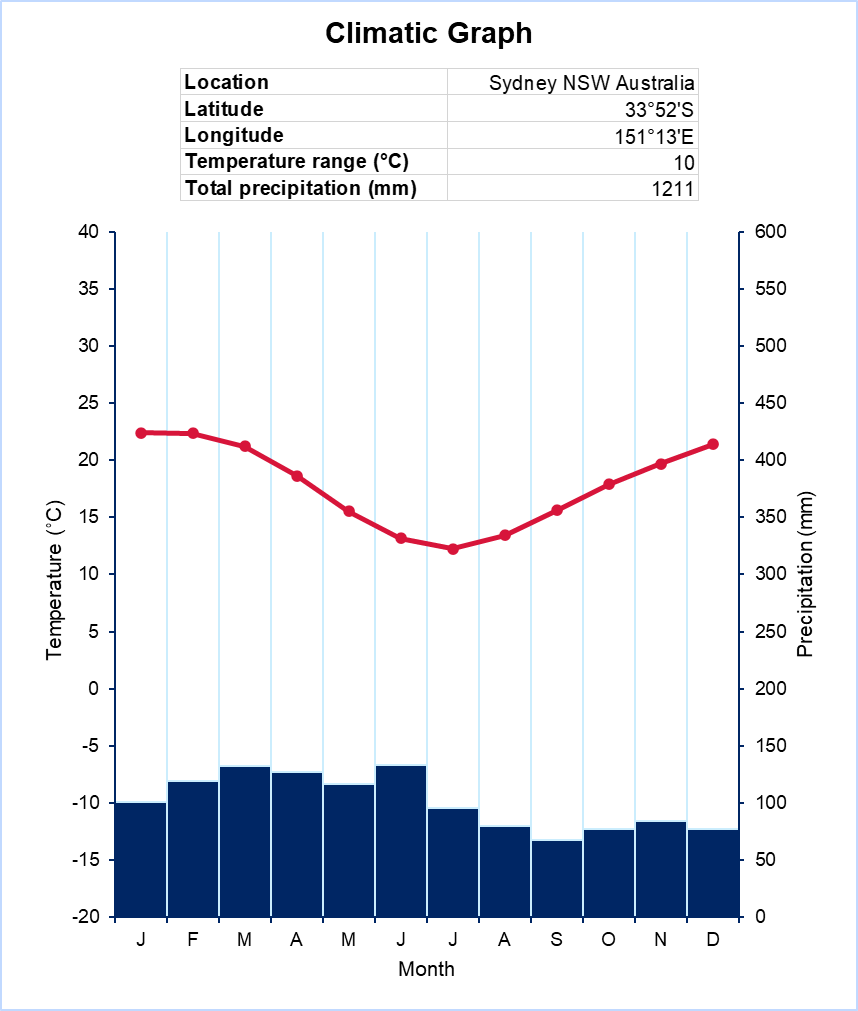 Climatic Graph
Location Sydney NSW Australia
Latitude 33°52'S
Longitude 151°13'E
Temperature range (°C) 10
Total precipitation (mm) 1211
40 600
35 550
30 500
25 450
20 400
15 350
10 300
5 250
0 200
-5 150
-10 100
-15 50
-20 0
Temperature (°C)
Precipitation (mm)
J F M A M J J A S O N D
Month